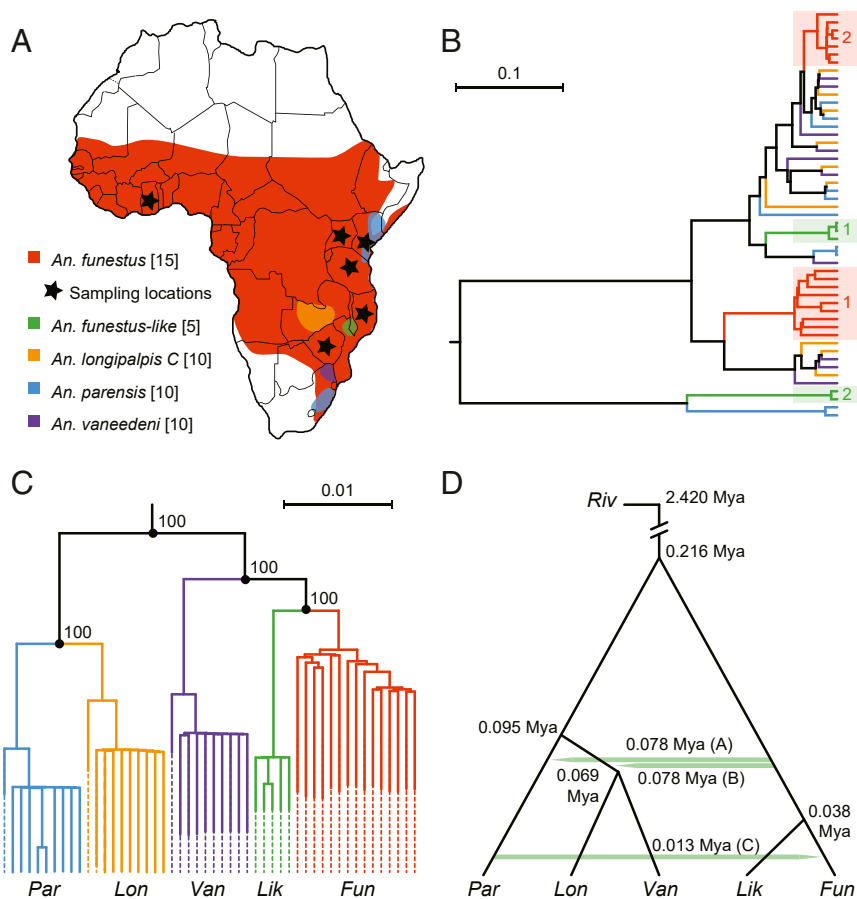 A
An. funestus [15]
Sampling locations
An. funestus-like [5]
An. longipalpis C [10]
An. parensis [10]
An. vaneedeni [10]
B
0.1
2
1
1
2
C
0.01
100
100
100
100
Par Lon Van Lik Fun
D
Riv
2.420 Mya
0.216 Mya
0.095 Mya
0.078 Mya (A)
0.078 Mya (B)
0.069
Mya
0.038
Mya
0.013 Mya (C)
Par Lon Van Lik Fun